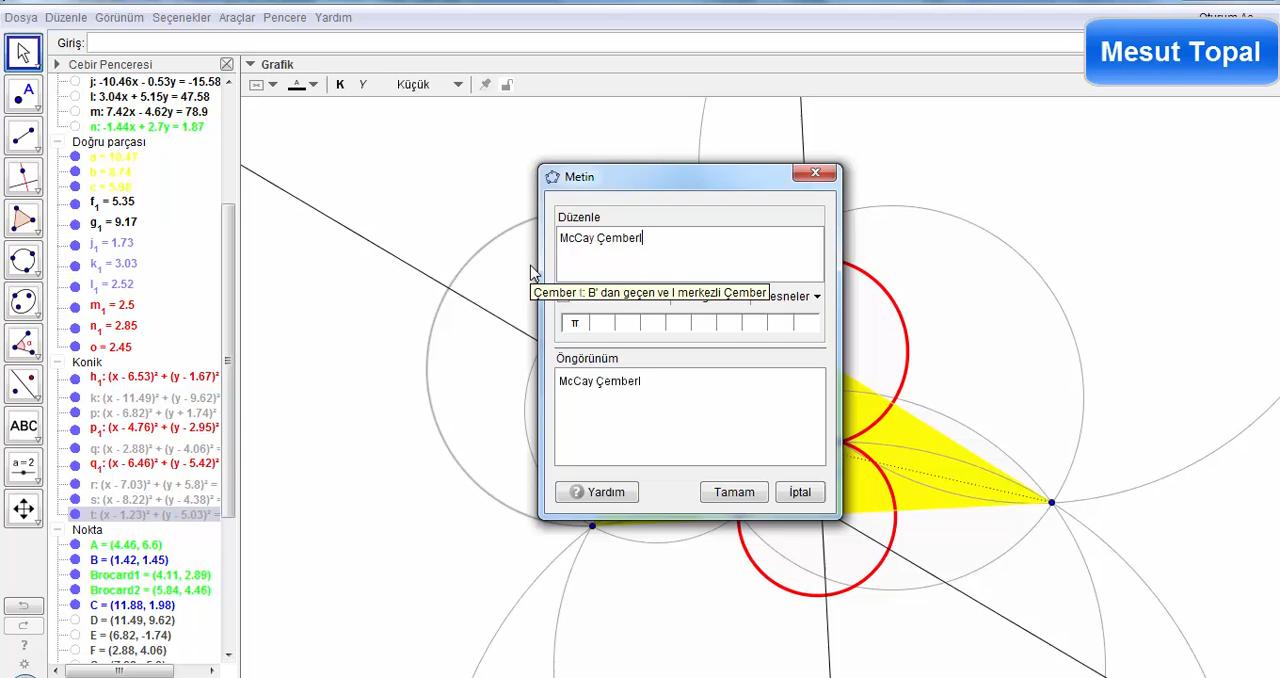 Dosya Düzenle Görünüm Seçenekler Araçlar Pencere Yardım
Giriş:
Mesut Topal
Cebir Penceresi
Grafik
K Y Küçük
j: -10.46x - 0.53y = -15.58
l: 3.04x + 5.15y = 47.58
m: 7.42x - 4.62y = 78.9
n: -1.44x + 2.7y = 1.87
Doğru parçası
a = 10.47
b = 8.74
c = 5.98
f₁ = 5.35
g₁ = 9.17
j₁ = 1.73
k₁ = 3.03
l₁ = 2.52
m₁ = 2.5
n₁ = 2.85
o = 2.45
Konik
h₁: (x - 6.53)² + (y - 1.67)²
k: (x - 11.49)² + (y - 9.62)²
p: (x - 6.82)² + (y + 1.74)²
p₁: (x - 4.76)² + (y - 2.95)²
q: (x - 2.88)² + (y - 4.06)² =
q₁: (x - 6.46)² + (y - 5.42)²
r: (x - 7.03)² + (y + 5.8)² =
s: (x - 8.22)² + (y - 4.38)² =
t: (x - 1.23)² + (y - 5.03)² =
Nokta
A = (4.46, 6.6)
B = (1.42, 1.45)
Brocard1 = (4.11, 2.89)
Brocard2 = (5.84, 4.46)
C = (11.88, 1.98)
D = (11.49, 9.62)
E = (6.82, -1.74)
F = (2.88, 4.06)
ABC
a=2
Metin
Düzenle
McCay Çemberl
Çember t: B' dan geçen ve I merkezli Çember
esneler
π
Öngörünüm
McCay Çemberl
Yardım Tamam İptal